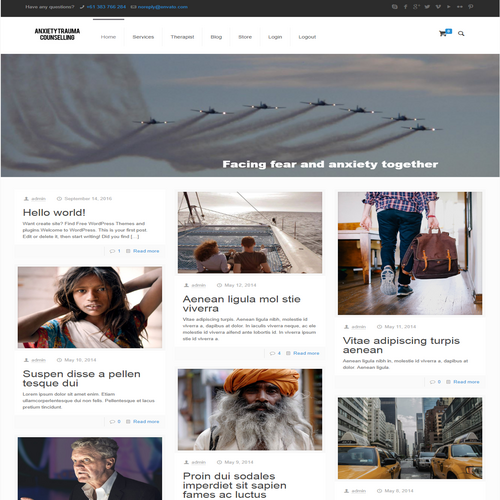 Have any questions? +61 383 766 284 noreply@envato.com
ANXIETYTRAUMA
COUNSELLING
Home Services Therapist Blog Store Login Logout
0
Facing fear and anxiety together
admin September 14, 2016
Hello world!
Want create site? Find Free WordPress Themes and
plugins Welcome to WordPress. This is your first post.
Edit or delete it, then start writing! Did you find […]
1 Read more
admin May 12, 2014
Aenean ligula mol stie
viverra
Vitae adipiscing turpis. Aenean ligula nibh, molestie id
viverra a, dapibus at dolor. In iaculis viverra neque, ac ele
molestie id viverra aifend ante lobortis id. In viverra ipsum
stie id viverra a.
Read more
admin May 11, 2014
Vitae adipiscing turpis
aenean
Aenean ligula nibh, molestie id viverra a, dapibus at
dolor. Aenean ligula.
0 Read more
admin May 10, 2014
Suspen disse a pellen
tesque dui
Lorem ipsum dolor sit amet enim. Etiam
ullamcorperfentesque dui non felis. Pellentesque et lacus
pretium tincidunt.
0 Read more
admin May 9, 2014
Proin dui sodales
imperdiet sit sapien
fames ac luctus
admin May 8, 2014